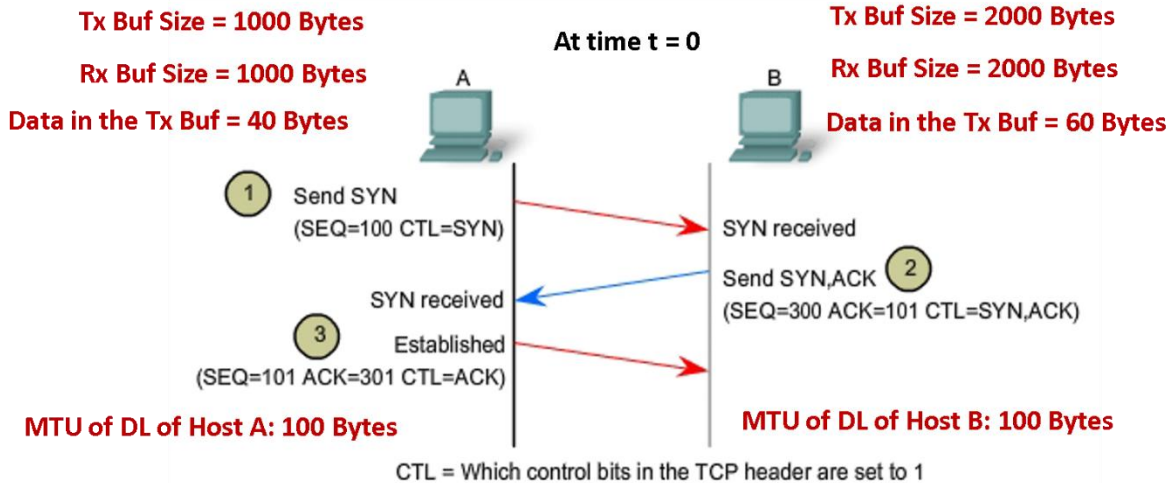 Tx Buf Size = 1000 Bytes
Tx Buf Size = 2000 Bytes
At time t = 0
Rx Buf Size = 1000 Bytes
Rx Buf Size = 2000 Bytes
A
B
Data in the Tx Buf = 40 Bytes
Data in the Tx Buf = 60 Bytes
1
Send SYN
(SEQ=100 CTL=SYN)
SYN received
Send SYN,ACK
2
(SEQ=300 ACK=101 CTL=SYN,ACK)
SYN received
3
Established
(SEQ=101 ACK=301 CTL=ACK)
MTU of DL of Host A: 100 Bytes
MTU of DL of Host B: 100 Bytes
CTL = Which control bits in the TCP header are set to 1